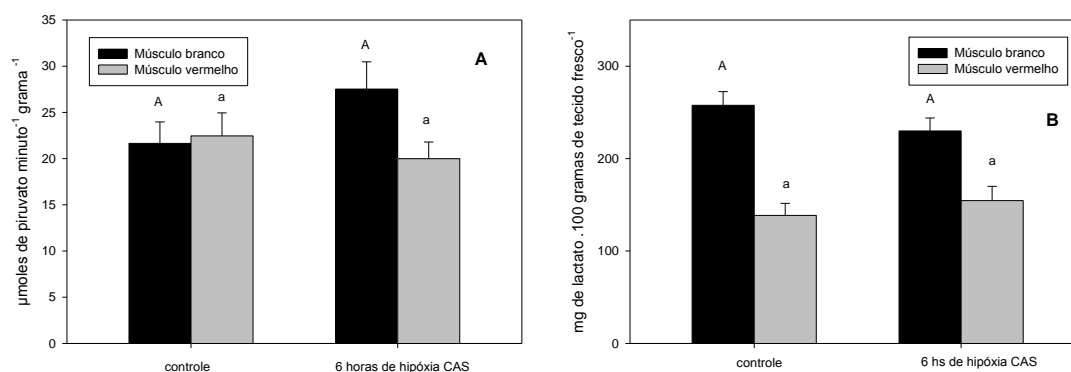 µmoles de piruvato minuto⁻¹ grama ⁻¹
35
30
25
20
15
10
5
0
Músculo branco
Músculo vermelho
A
A
a
A
a
controle
6 horas de hipóxia CAS
mg de lactato .100 gramas de tecido fresco⁻¹
300
200
100
0
Músculo branco
Músculo vermelho
B
A
a
A
a
controle
6 hs de hipóxia CAS